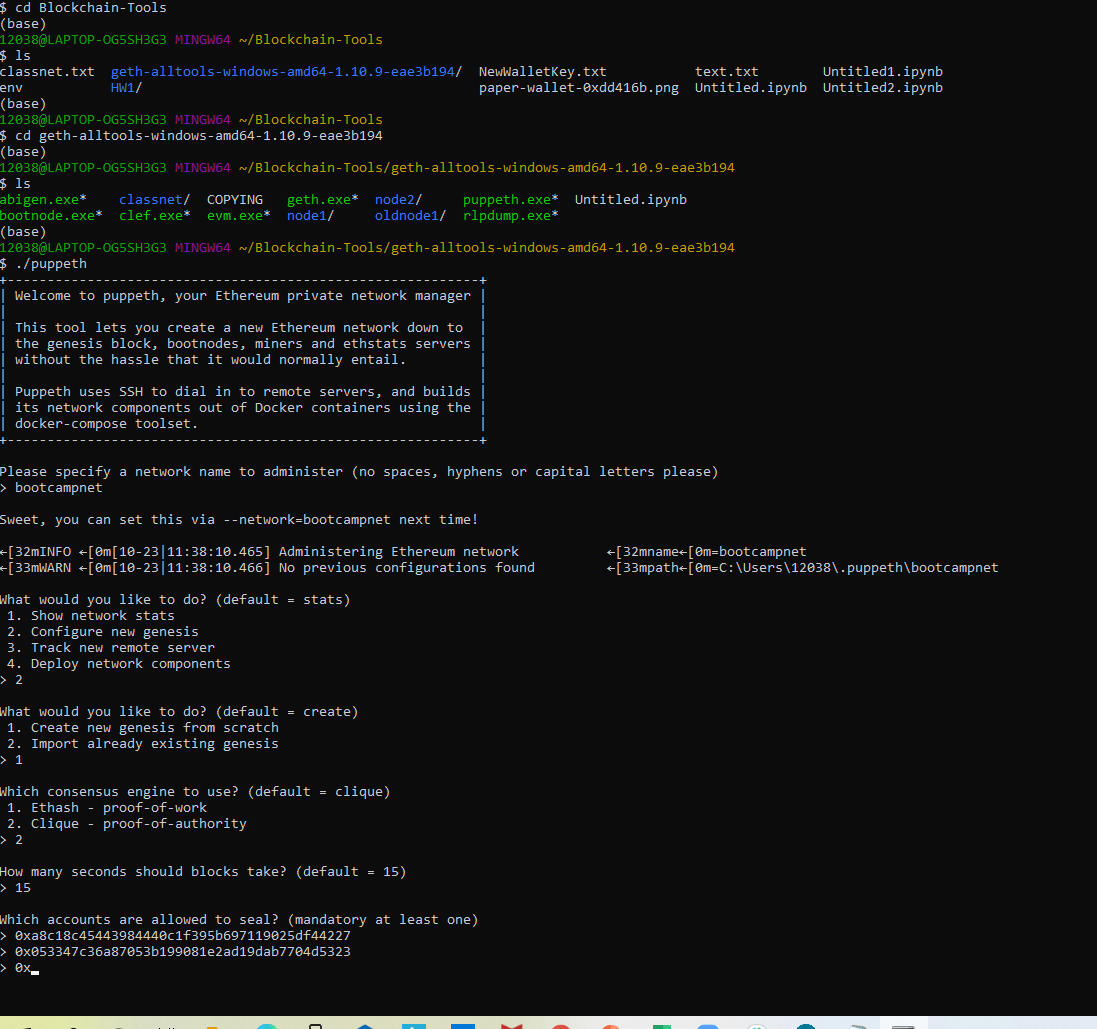 $ cd Blockchain-Tools
(base)
12038@LAPTOP-OG5SH3G3 MINGW64 ~/Blockchain-Tools
$ ls
classnet.txt  geth-alltools-windows-amd64-1.10.9-eae3b194/  NewWalletKey.txt           text.txt        Untitled1.ipynb
env           HW1/                                          paper-wallet-0xdd416b.png  Untitled.ipynb  Untitled2.ipynb
(base)
12038@LAPTOP-OG5SH3G3 MINGW64 ~/Blockchain-Tools
$ cd geth-alltools-windows-amd64-1.10.9-eae3b194
(base)
12038@LAPTOP-OG5SH3G3 MINGW64 ~/Blockchain-Tools/geth-alltools-windows-amd64-1.10.9-eae3b194
$ ls
abigen.exe*    classnet/  COPYING   geth.exe*  node2/     puppeth.exe*  Untitled.ipynb
bootnode.exe*  clef.exe*  evm.exe*  node1/     oldnode1/  rlpdump.exe*
(base)
12038@LAPTOP-OG5SH3G3 MINGW64 ~/Blockchain-Tools/geth-alltools-windows-amd64-1.10.9-eae3b194
$ ./puppeth
+-----------------------------------------------------------+
| Welcome to puppeth, your Ethereum private network manager |
|                                                           |
| This tool lets you create a new Ethereum network down to  |
| the genesis block, bootnodes, miners and ethstats servers |
| without the hassle that it would normally entail.         |
|                                                           |
| Puppeth uses SSH to dial in to remote servers, and builds |
| its network components out of Docker containers using the |
| docker-compose toolset.                                   |
+-----------------------------------------------------------+
Please specify a network name to administer (no spaces, hyphens or capital letters please)
> bootcampnet
Sweet, you can set this via --network=bootcampnet next time!
←[32mINFO ←[0m[10-23|11:38:10.465] Administering Ethereum network           ←[32mname←[0m=bootcampnet
←[33mWARN ←[0m[10-23|11:38:10.466] No previous configurations found         ←[33mpath←[0m=C:\Users\12038\.puppeth\bootcampnet
What would you like to do? (default = stats)
 1. Show network stats
 2. Configure new genesis
 3. Track new remote server
 4. Deploy network components
> 2
What would you like to do? (default = create)
 1. Create new genesis from scratch
 2. Import already existing genesis
> 1
Which consensus engine to use? (default = clique)
 1. Ethash - proof-of-work
 2. Clique - proof-of-authority
> 2
How many seconds should blocks take? (default = 15)
> 15
Which accounts are allowed to seal? (mandatory at least one)
> 0xa8c18c45443984440c1f395b697119025df44227
> 0x053347c36a87053b199081e2ad19dab7704d5323
> 0x